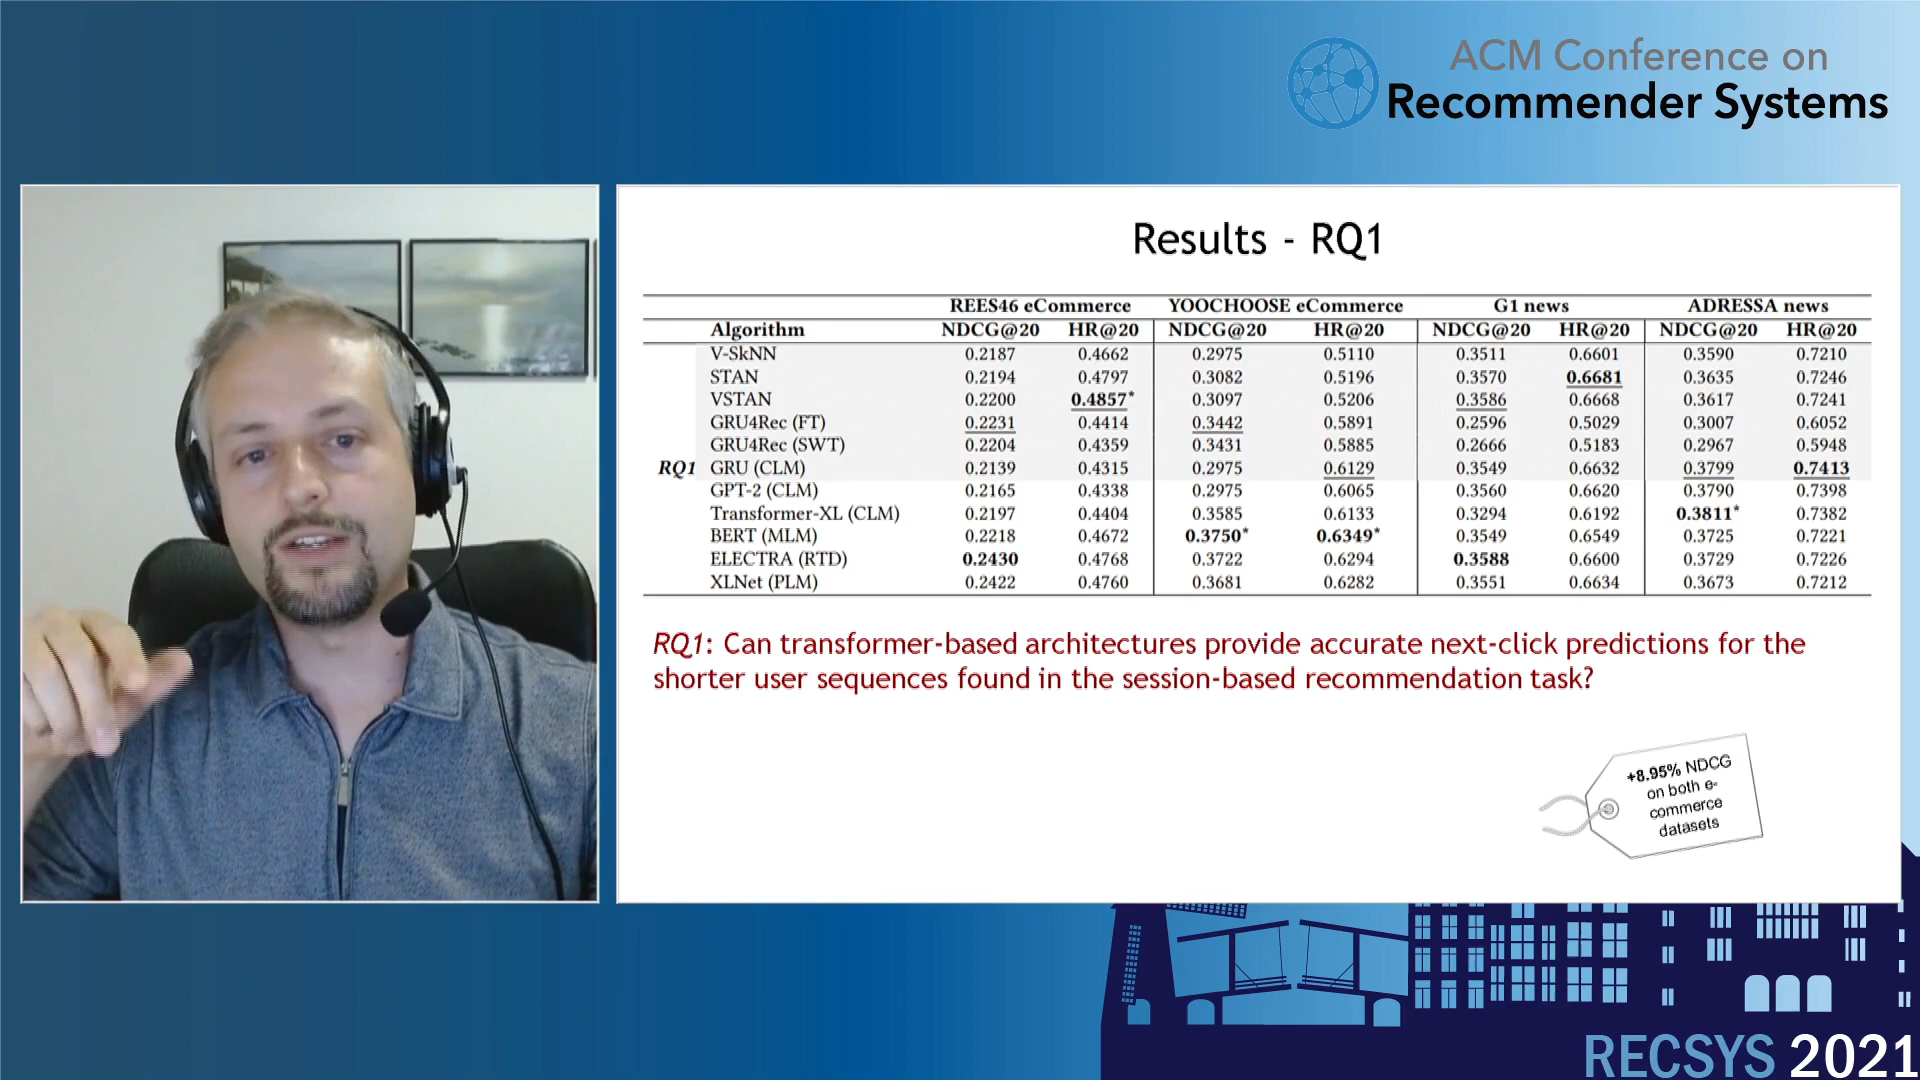 ACM Conference on
Recommender Systems
Results - RQ1
REES46 eCommerce YOOCHOOSE eCommerce G1 news ADRESSA news
Algorithm NDCG@20 HR@20 NDCG@20 HR@20 NDCG@20 HR@20 NDCG@20 HR@20
V-SkNN 0.2187 0.4662 0.2975 0.5110 0.3511 0.6601 0.3590 0.7210
STAN 0.2194 0.4797 0.3082 0.5196 0.3570 0.6681 0.3635 0.7246
VSTAN 0.2200 0.4857* 0.3097 0.5206 0.3586 0.6668 0.3617 0.7241
GRU4Rec (FT) 0.2231 0.4414 0.3442 0.5891 0.2596 0.5029 0.3007 0.6052
GRU4Rec (SWT) 0.2204 0.4359 0.3431 0.5885 0.2666 0.5183 0.2967 0.5948
RQ1 GRU (CLM) 0.2139 0.4315 0.2975 0.6129 0.3549 0.6632 0.3799 0.7413
GPT-2 (CLM) 0.2165 0.4338 0.2975 0.6065 0.3560 0.6620 0.3790 0.7398
Transformer-XL (CLM) 0.2197 0.4404 0.3585 0.6133 0.3294 0.6192 0.3811* 0.7382
BERT (MLM) 0.2218 0.4672 0.3750* 0.6349* 0.3549 0.6549 0.3725 0.7221
ELECTRA (RTD) 0.2430 0.4768 0.3722 0.6294 0.3588 0.6600 0.3729 0.7226
XLNet (PLM) 0.2422 0.4760 0.3681 0.6282 0.3551 0.6634 0.3673 0.7212
RQ1: Can transformer-based architectures provide accurate next-click predictions for the
shorter user sequences found in the session-based recommendation task?
+8.95% NDCG
on both e-
commerce
datasets
RECSYS 2021